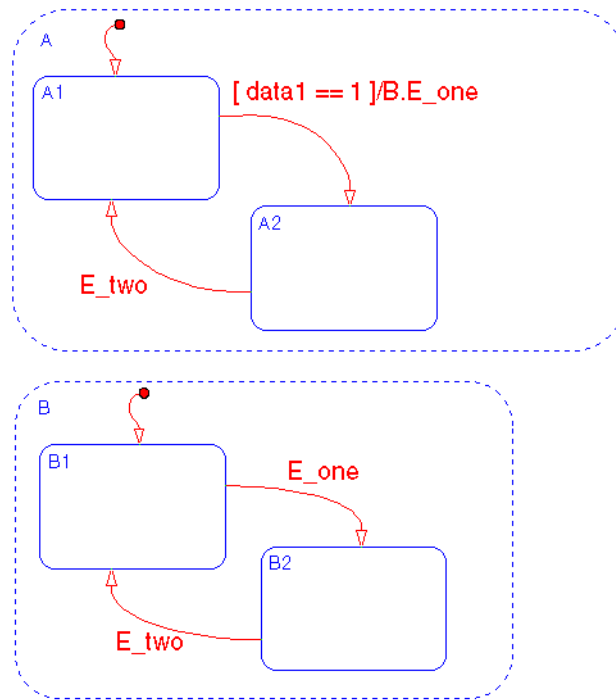 A
A1
[ data1 == 1 ]/B.E_one
A2
E_two
B
B1
E_one
B2
E_two